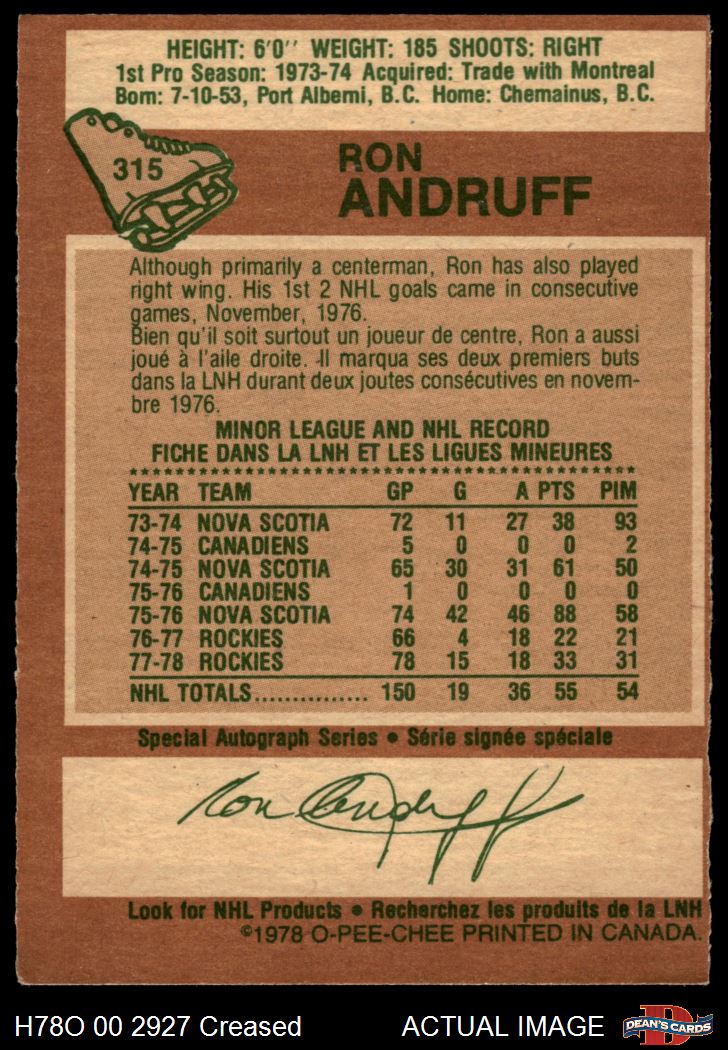 HEIGHT: 6'0'' WEIGHT: 185 SHOOTS: RIGHT
1st Pro Season: 1973-74 Acquired: Trade with Montreal
Born: 7-10-53, Port Alberni, B.C. Home: Chemainus, B.C.
315
RON
ANDRUFF
Although primarily a centerman, Ron has also played
right wing. His 1st 2 NHL goals came in consecutive
games, November, 1976.
Bien qu'il soit surtout un joueur de centre, Ron a aussi
joué à l'aile droite. Il marqua ses deux premiers buts
dans la LNH durant deux joutes consécutives en novem-
bre 1976.
MINOR LEAGUE AND NHL RECORD
FICHE DANS LA LNH ET LES LIGUES MINEURES
YEAR TEAM GP G A PTS PIM
73-74 NOVA SCOTIA 72 11 27 38 93
74-75 CANADIENS 5 0 0 0 2
74-75 NOVA SCOTIA 65 30 31 61 50
75-76 CANADIENS 1 0 0 0 0
75-76 NOVA SCOTIA 74 42 46 88 58
76-77 ROCKIES 66 4 18 22 21
77-78 ROCKIES 78 15 18 33 31
NHL TOTALS............... 150 19 36 55 54
Special Autograph Series • Série signée spéciale
Ron Andruff
Look for NHL Products • Recherchez les produits de la LNH
©1978 O-PEE-CHEE PRINTED IN CANADA.
H78O 00 2927 Creased ACTUAL IMAGE
D
DEAN'S CARDS